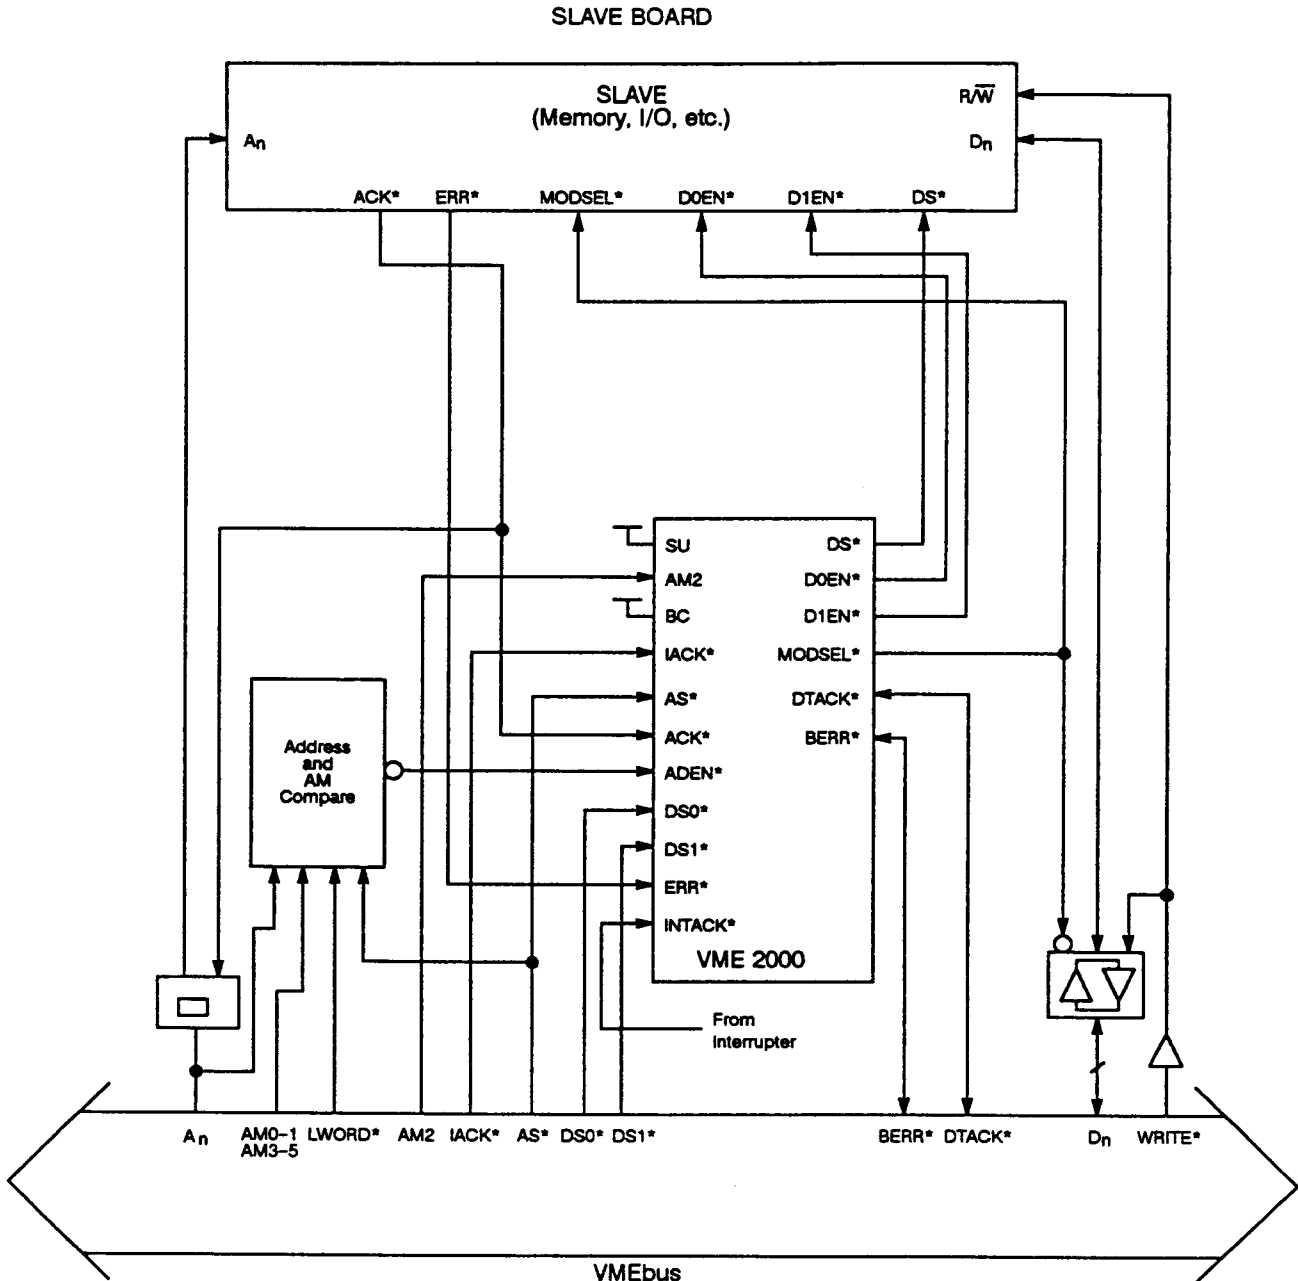 SLAVE BOARD
SLAVE
(Memory, I/O, etc.)
R/W̅
An
Dn
ACK*
ERR*
MODSEL*
D0EN*
D1EN*
DS*
SU
DS*
AM2
D0EN*
BC
D1EN*
IACK*
MODSEL*
AS*
DTACK*
ACK*
BERR*
Address
and
AM
Compare
ADEN*
DS0*
DS1*
ERR*
INTACK*
VME 2000
From
Interrupter
An
AM0-1
AM3-5
LWORD*
AM2
IACK*
AS*
DS0*
DS1*
BERR*
DTACK*
Dn
WRITE*
VMEbus